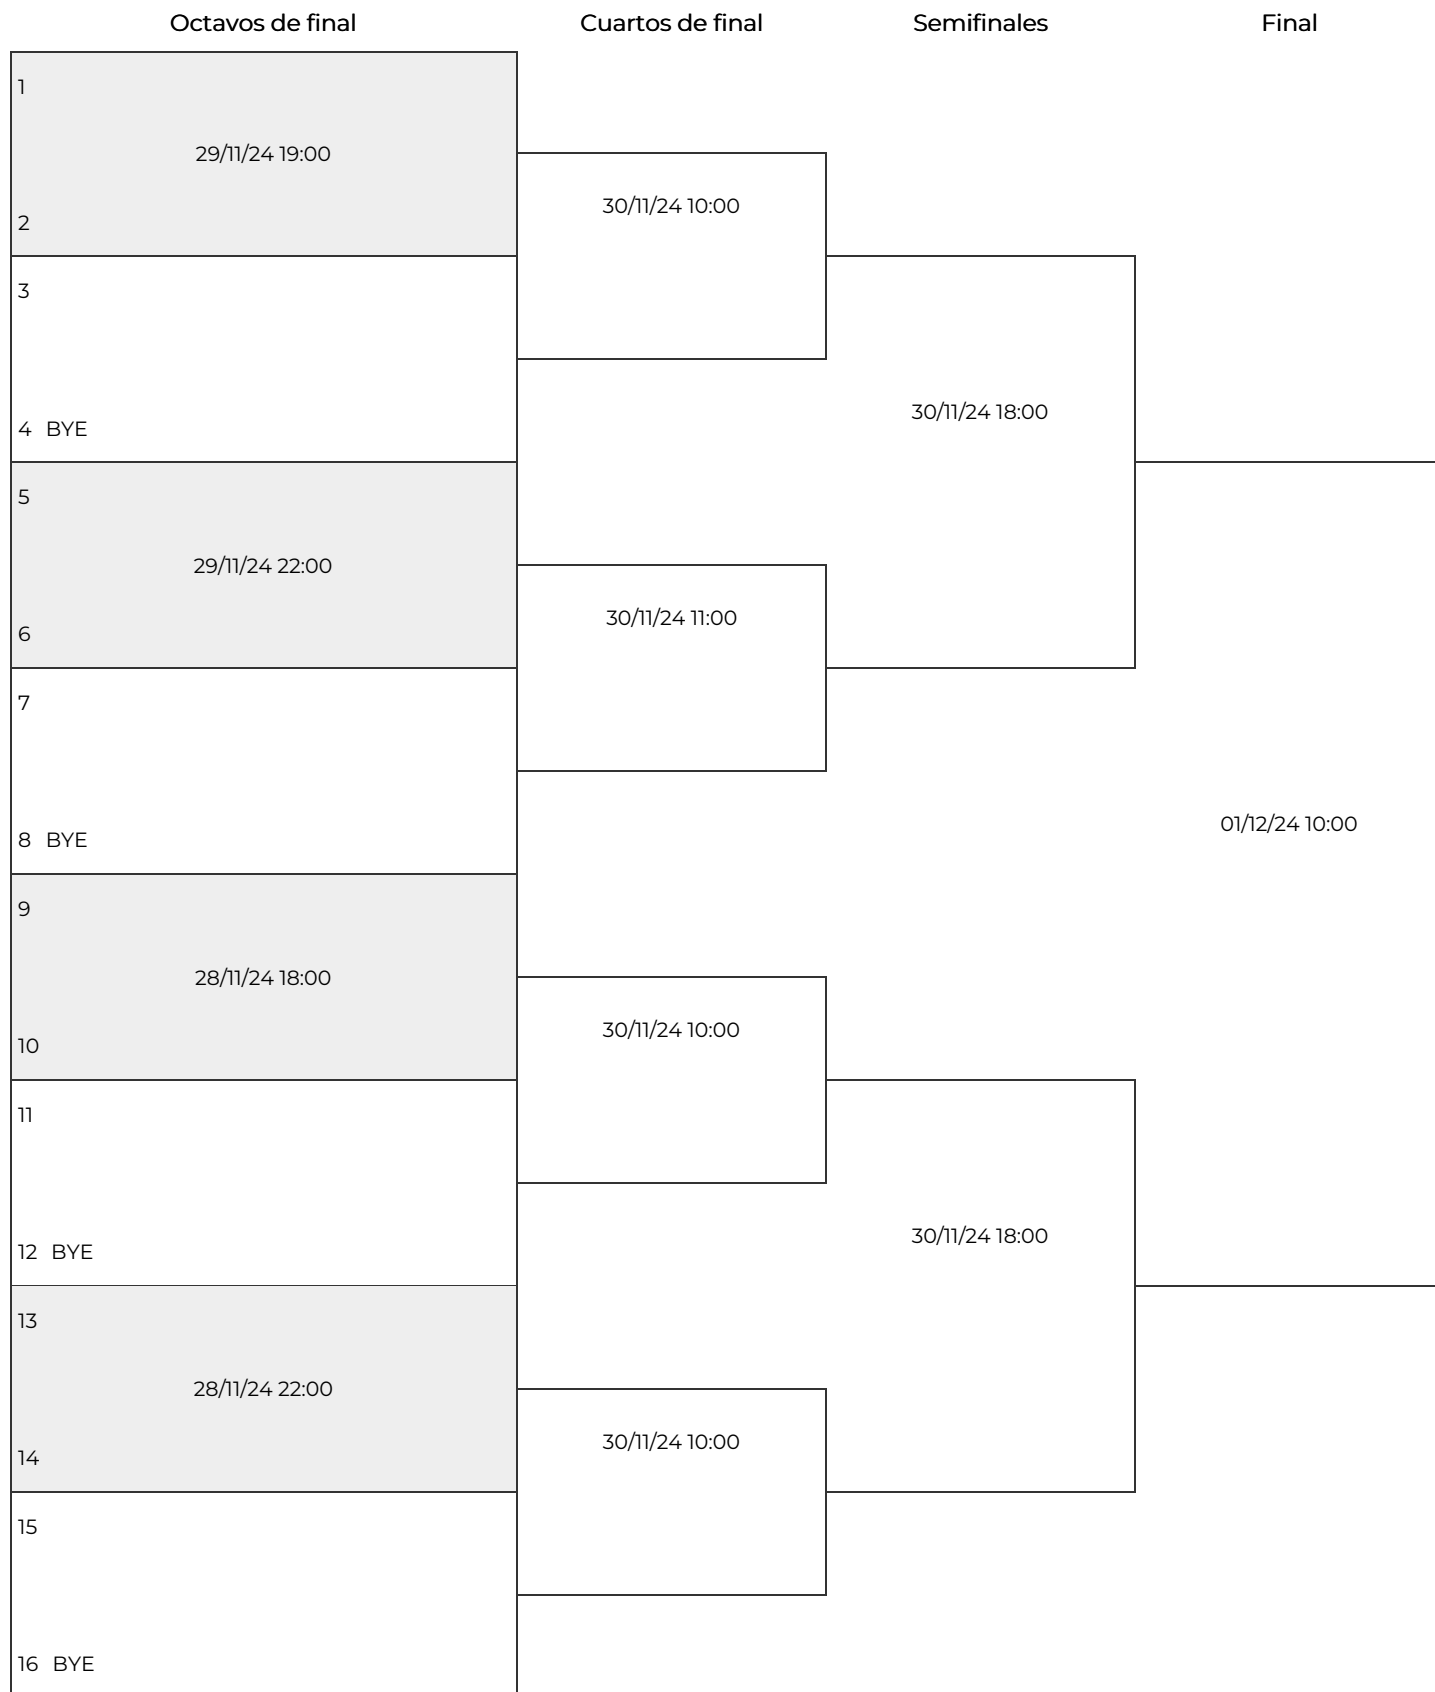 Octavos de final
Cuartos de final
Semifinales
Final
1
29/11/24 19:00
2
3
4 BYE
5
29/11/24 22:00
6
7
8 BYE
9
28/11/24 18:00
10
11
12 BYE
13
28/11/24 22:00
14
15
16 BYE
30/11/24 10:00
30/11/24 11:00
30/11/24 10:00
30/11/24 10:00
30/11/24 18:00
30/11/24 18:00
01/12/24 10:00